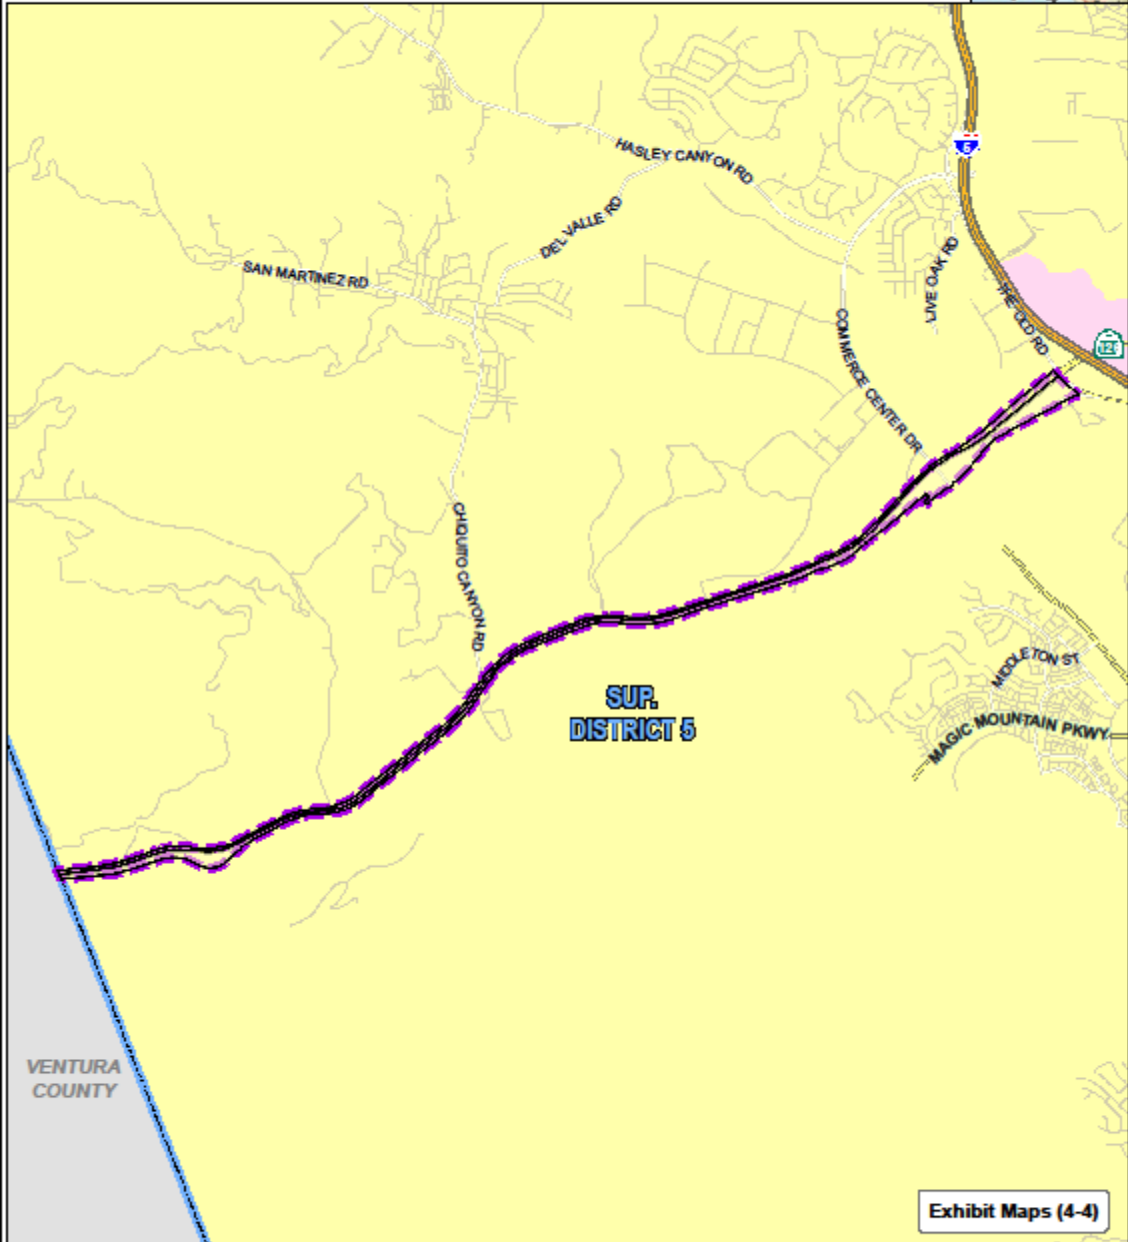 HASLEY CANYON RD
5
DEL VALLE RD
SAN MARTINEZ RD
LIVE OAK RD
THE OLD RD
126
COMMERCE CENTER DR
CHIQUITO CANYON RD
MIDDLETON ST
SUP.
DISTRICT 5
MAGIC MOUNTAIN PKWY
VENTURA
COUNTY
Exhibit Maps (4-4)